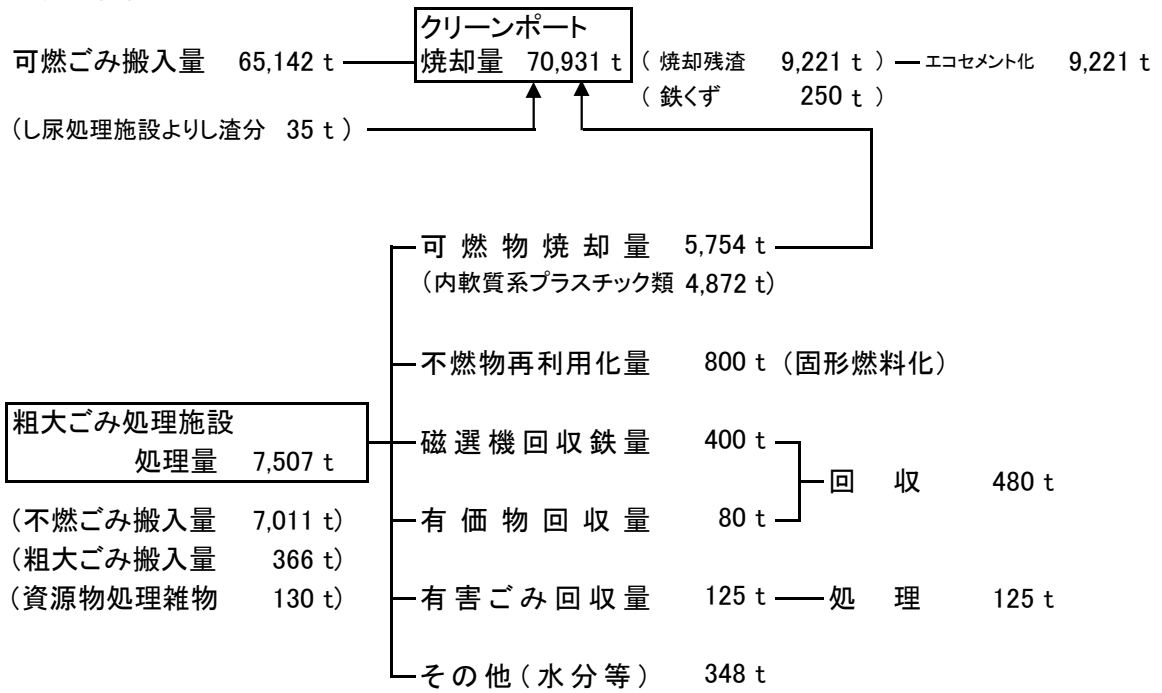 クリーンポート
可燃ごみ搬入量 65,142 t 焼却量 70,931 t ( 焼却残渣 9,221 t ) エコセメント化 9,221 t
( 鉄くず 250 t )
(し尿処理施設よりし渣分 35 t )
可燃物焼却量 5,754 t
(内軟質系プラスチック類 4,872 t)
不燃物再利用化量 800 t (固形燃料化)
粗大ごみ処理施設
処理量 7,507 t
磁選機回収鉄量 400 t
回収 480 t
(不燃ごみ搬入量 7,011 t)
有価物回収量 80 t
(粗大ごみ搬入量 366 t)
(資源物処理雑物 130 t)
有害ごみ回収量 125 t 処理 125 t
その他(水分等) 348 t